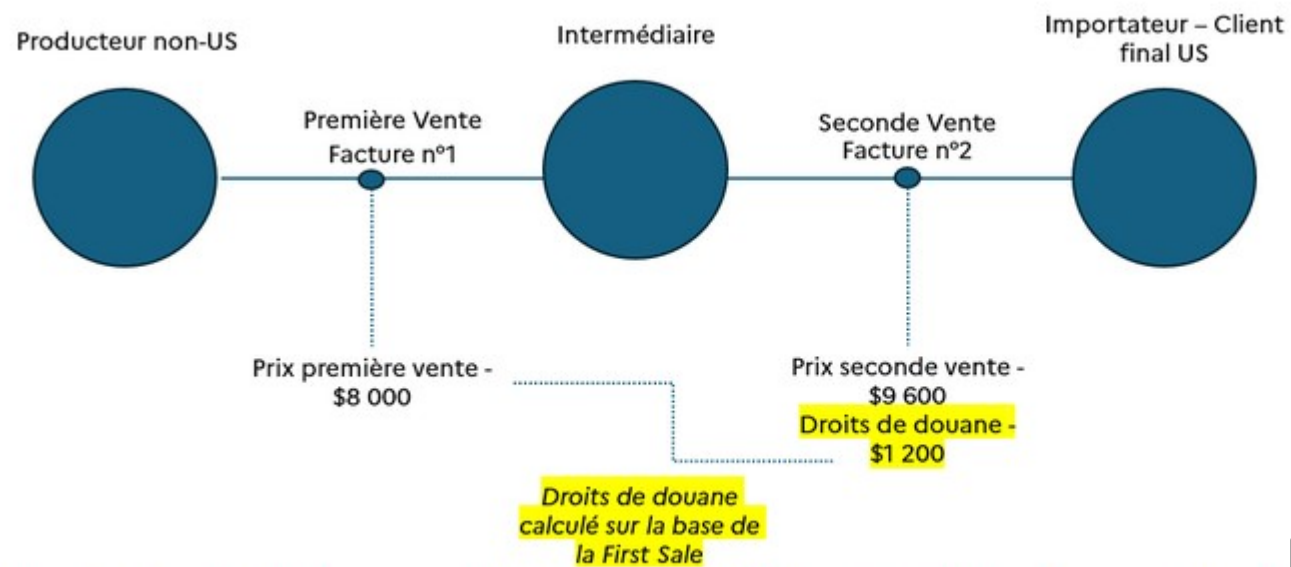 Producteur non-US
Intermédiaire
Importateur – Client
final US
Première Vente
Facture n°1
Seconde Vente
Facture n°2
Prix première vente -
$8 000
Prix seconde vente -
$9 600
Droits de douane -
$1 200
Droits de douane
calculé sur la base de
la First Sale